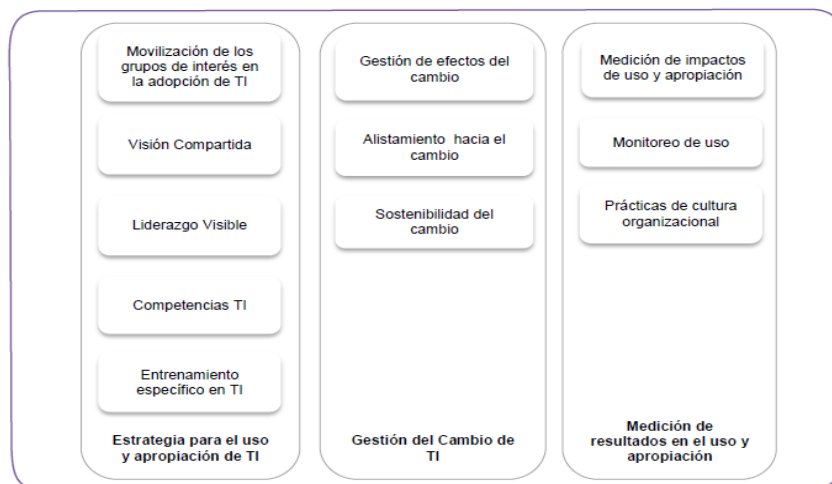 Movilización de los
grupos de interés en
la adopción de TI
Visión Compartida
Liderazgo Visible
Competencias TI
Entrenamiento
específico en TI
Estrategia para el uso
y apropiación de TI
Gestión de efectos del
cambio
Alistamiento hacia el
cambio
Sostenibilidad del
cambio
Gestión del Cambio de
TI
Medición de impactos
de uso y apropiación
Monitoreo de uso
Prácticas de cultura
organizacional
Medición de
resultados en el uso y
apropiación